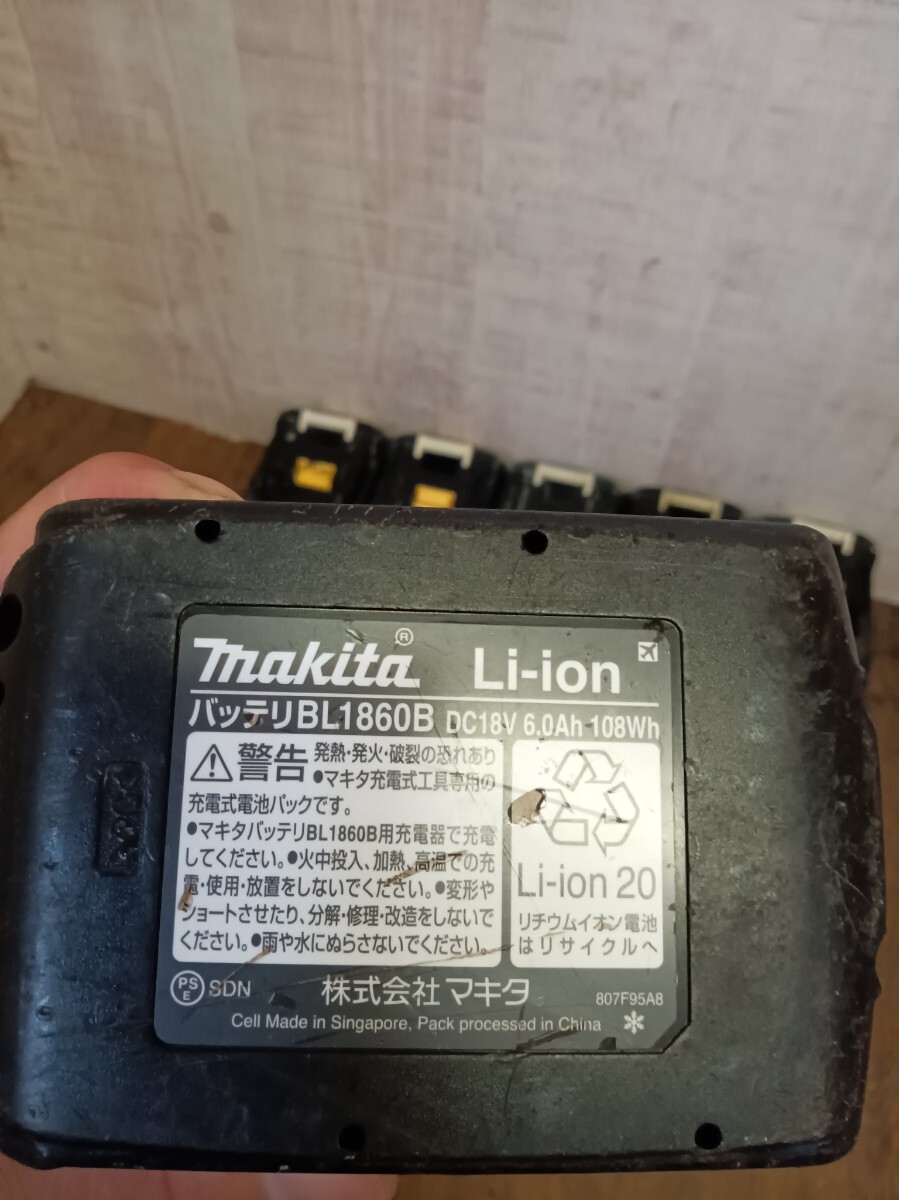 makita® Li-ion
バッテリBL1860B DC18V 6.0Ah 108Wh
警告 発熱・発火・破裂の恐れあり
●マキタ充電式工具専用の
充電式電池パックです。
●マキタバッテリBL1860B用充電器で充電
してください。●火中投入、加熱、高温での充
電・使用・放置をしないでください。●変形や
ショートさせたり、分解・修理・改造をしないで
ください。●雨や水にぬらさないでください。
Li-ion 20
リチウムイオン電池
はリサイクルへ
PS
E
SDN 株式会社マキタ 807F95A8
Cell Made in Singapore, Pack processed in China